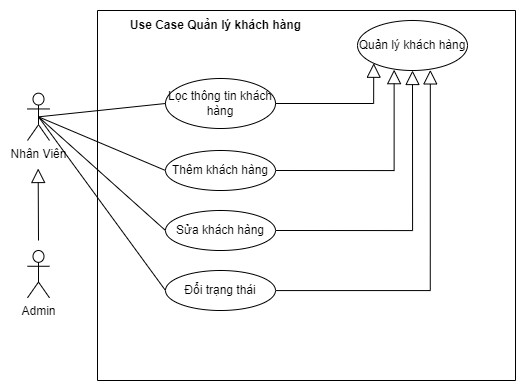 Use Case Quản lý khách hàng
Quản lý khách hàng
Lọc thông tin khách
hàng
Nhân Viên
Thêm khách hàng
Sửa khách hàng
Đổi trạng thái
Admin